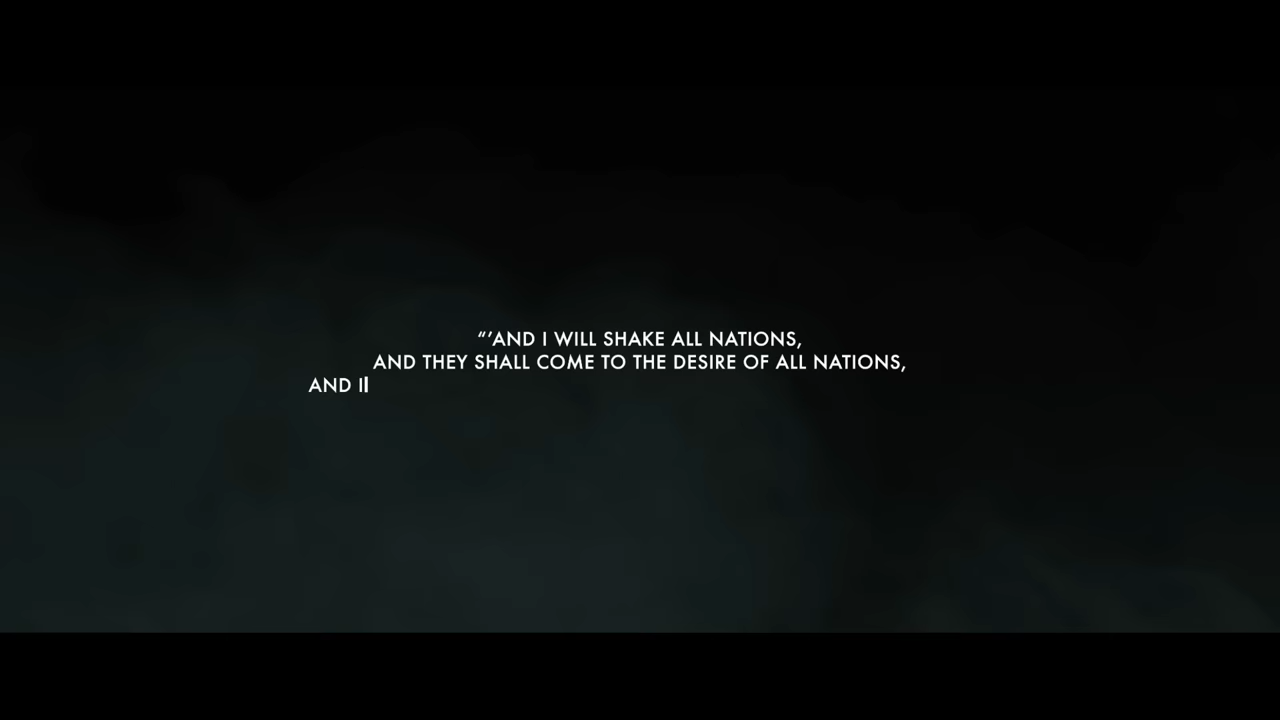 “’AND I WILL SHAKE ALL NATIONS,
AND THEY SHALL COME TO THE DESIRE OF ALL NATIONS,
AND I